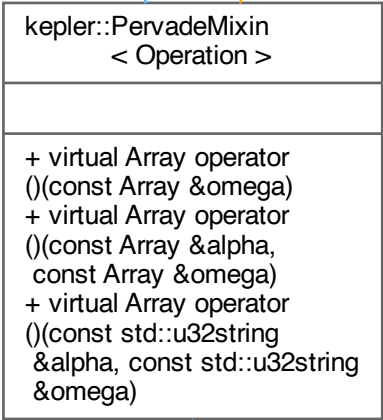 kepler::PervadeMixin
< Operation >
+ virtual Array operator
()(const Array &omega)
+ virtual Array operator
()(const Array &alpha,
const Array &omega)
+ virtual Array operator
()(const std::u32string
&alpha, const std::u32string
&omega)